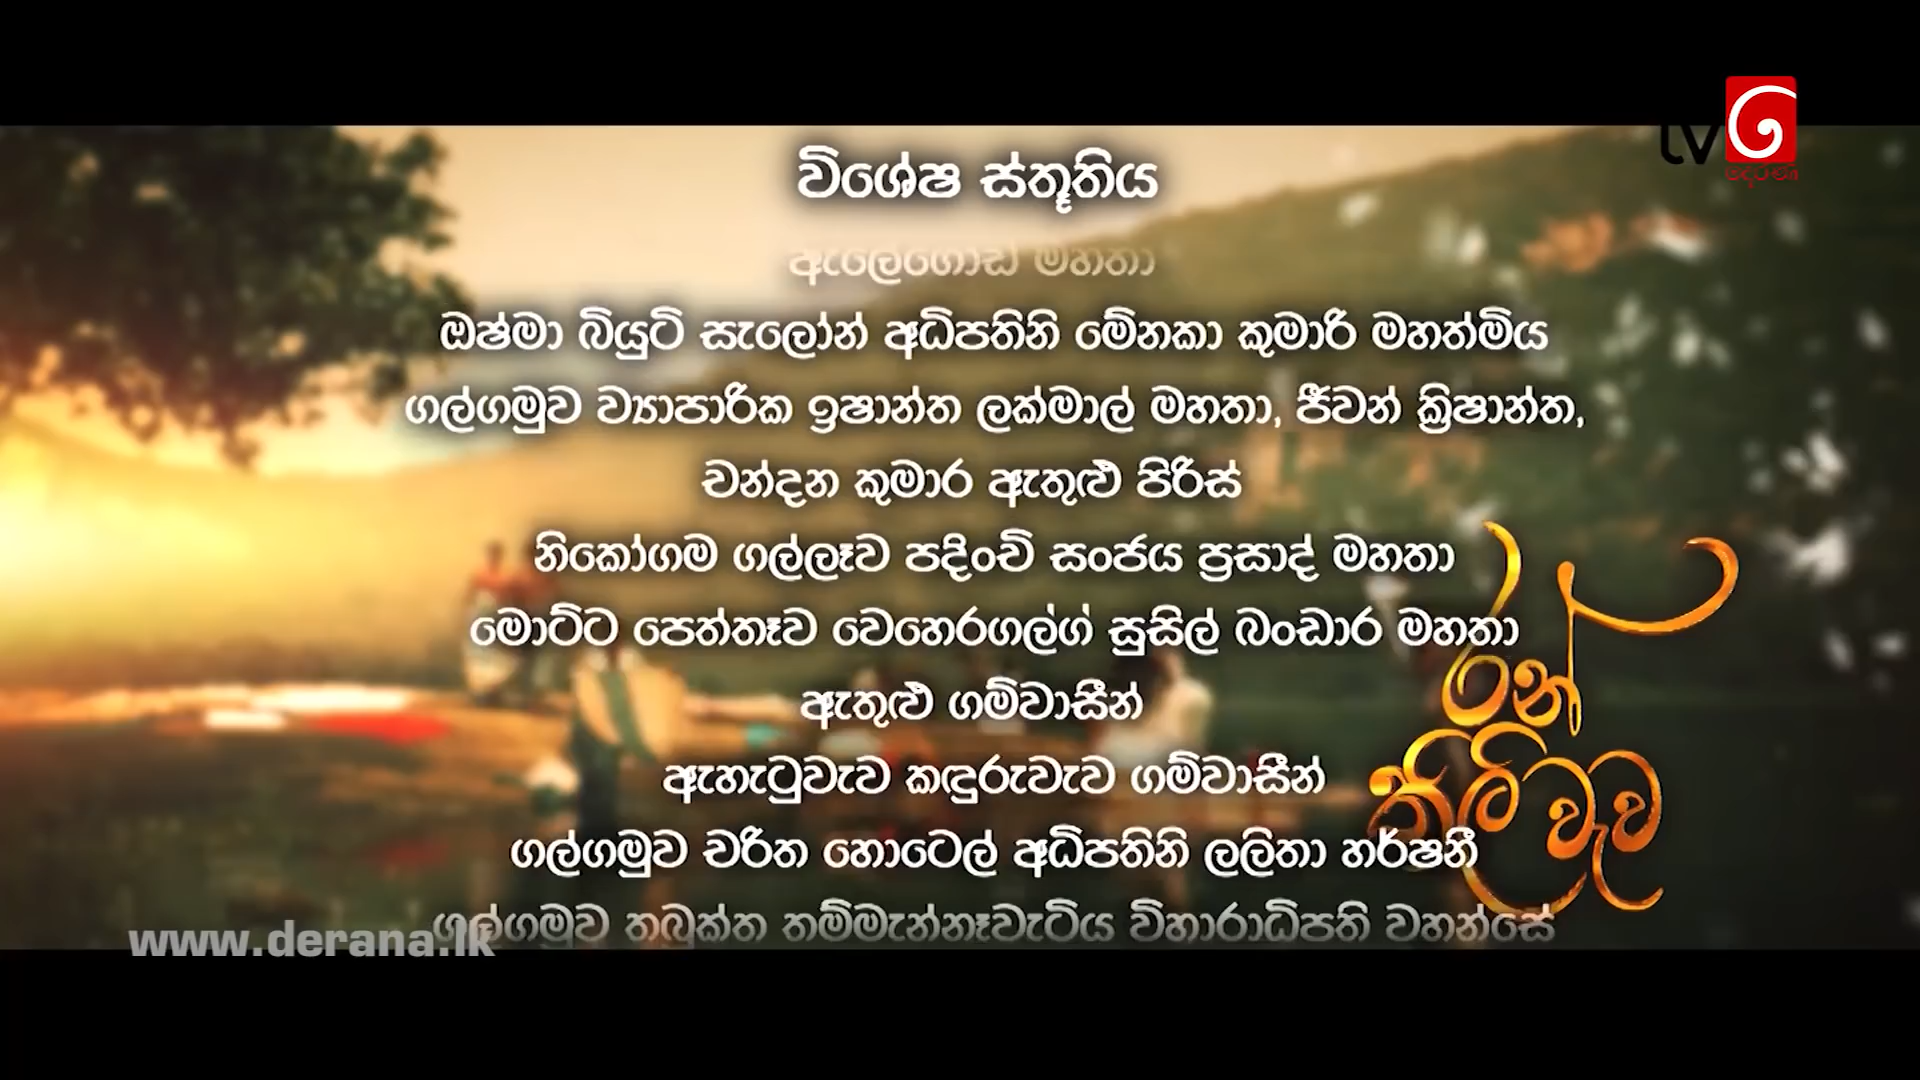 tv
දෙරණ
විශේෂ ස්තූතිය
ඇලේගොඩ මහතා
ඔෂ්මා බියුටි සැලෝන් අධිපතිනි මේනකා කුමාරි මහත්මිය
ගල්ගමුව ව්‍යාපාරික ඉෂාන්ත ලක්මාල් මහතා, ජීවන් ක්‍රිෂාන්ත,
චන්දන කුමාර ඇතුළු පිරිස්
නිකෝගම ගල්ලෑව පදිංචි සංජය ප්‍රසාද් මහතා
මොට්ට පෙත්තෑව වෙහෙරගල්ග් සුසිල් බංඩාර මහතා
ඇතුළු ගම්වාසීන්
ඇහැටුවැව කඳුරුවැව ගම්වාසීන්
ගල්ගමුව චරිත හොටෙල් අධිපතිනි ලලිතා හර්ෂනී
ගල්ගමුව තබුක්ත තම්මැන්නෑවැටිය විහාරාධිපති වහන්සේ
රන්
තිලි වැව
www.derana.lk